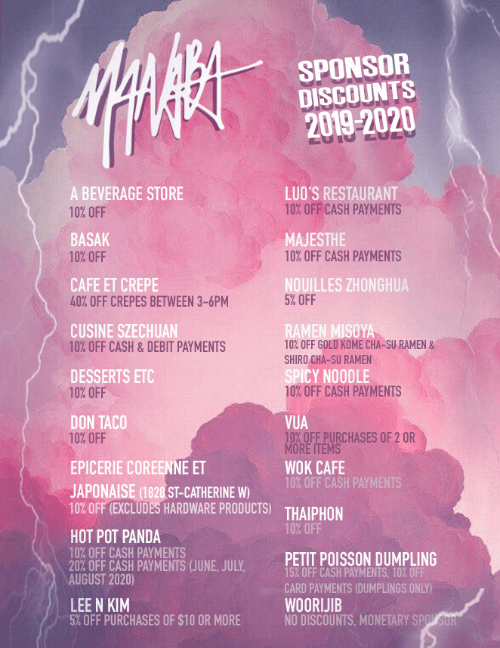 MANABA
SPONSOR
DISCOUNTS
2019-2020
A BEVERAGE STORE
10% OFF
BASAK
10% OFF
CAFE ET CREPE
40% OFF CREPES BETWEEN 3-6PM
CUSINE SZECHUAN
10% OFF CASH & DEBIT PAYMENTS
DESSERTS ETC
10% OFF
DON TACO
10% OFF
EPICERIE COREENNE ET
JAPONAISE (1828 ST-CATHERINE W)
10% OFF (EXCLUDES HARDWARE PRODUCTS)
HOT POT PANDA
10% OFF CASH PAYMENTS
20% OFF CASH PAYMENTS (JUNE, JULY,
AUGUST 2020)
LEE N KIM
5% OFF PURCHASES OF $10 OR MORE
LUO'S RESTAURANT
10% OFF CASH PAYMENTS
MAJESTHE
10% OFF CASH PAYMENTS
NOUILLES ZHONGHUA
5% OFF
RAMEN MISOYA
10% OFF GOLD KOME CHA-SU RAMEN &
SHIRO CHA-SU RAMEN
SPICY NOODLE
10% OFF CASH PAYMENTS
VUA
10% OFF PURCHASES OF 2 OR
MORE ITEMS
WOK CAFE
10% OFF CASH PAYMENTS
THAIPHON
10% OFF
PETIT POISSON DUMPLING
15% OFF CASH PAYMENTS, 10% OFF
CARD PAYMENTS (DUMPLINGS ONLY)
WOORIJIB
NO DISCOUNTS, MONETARY SPONSOR